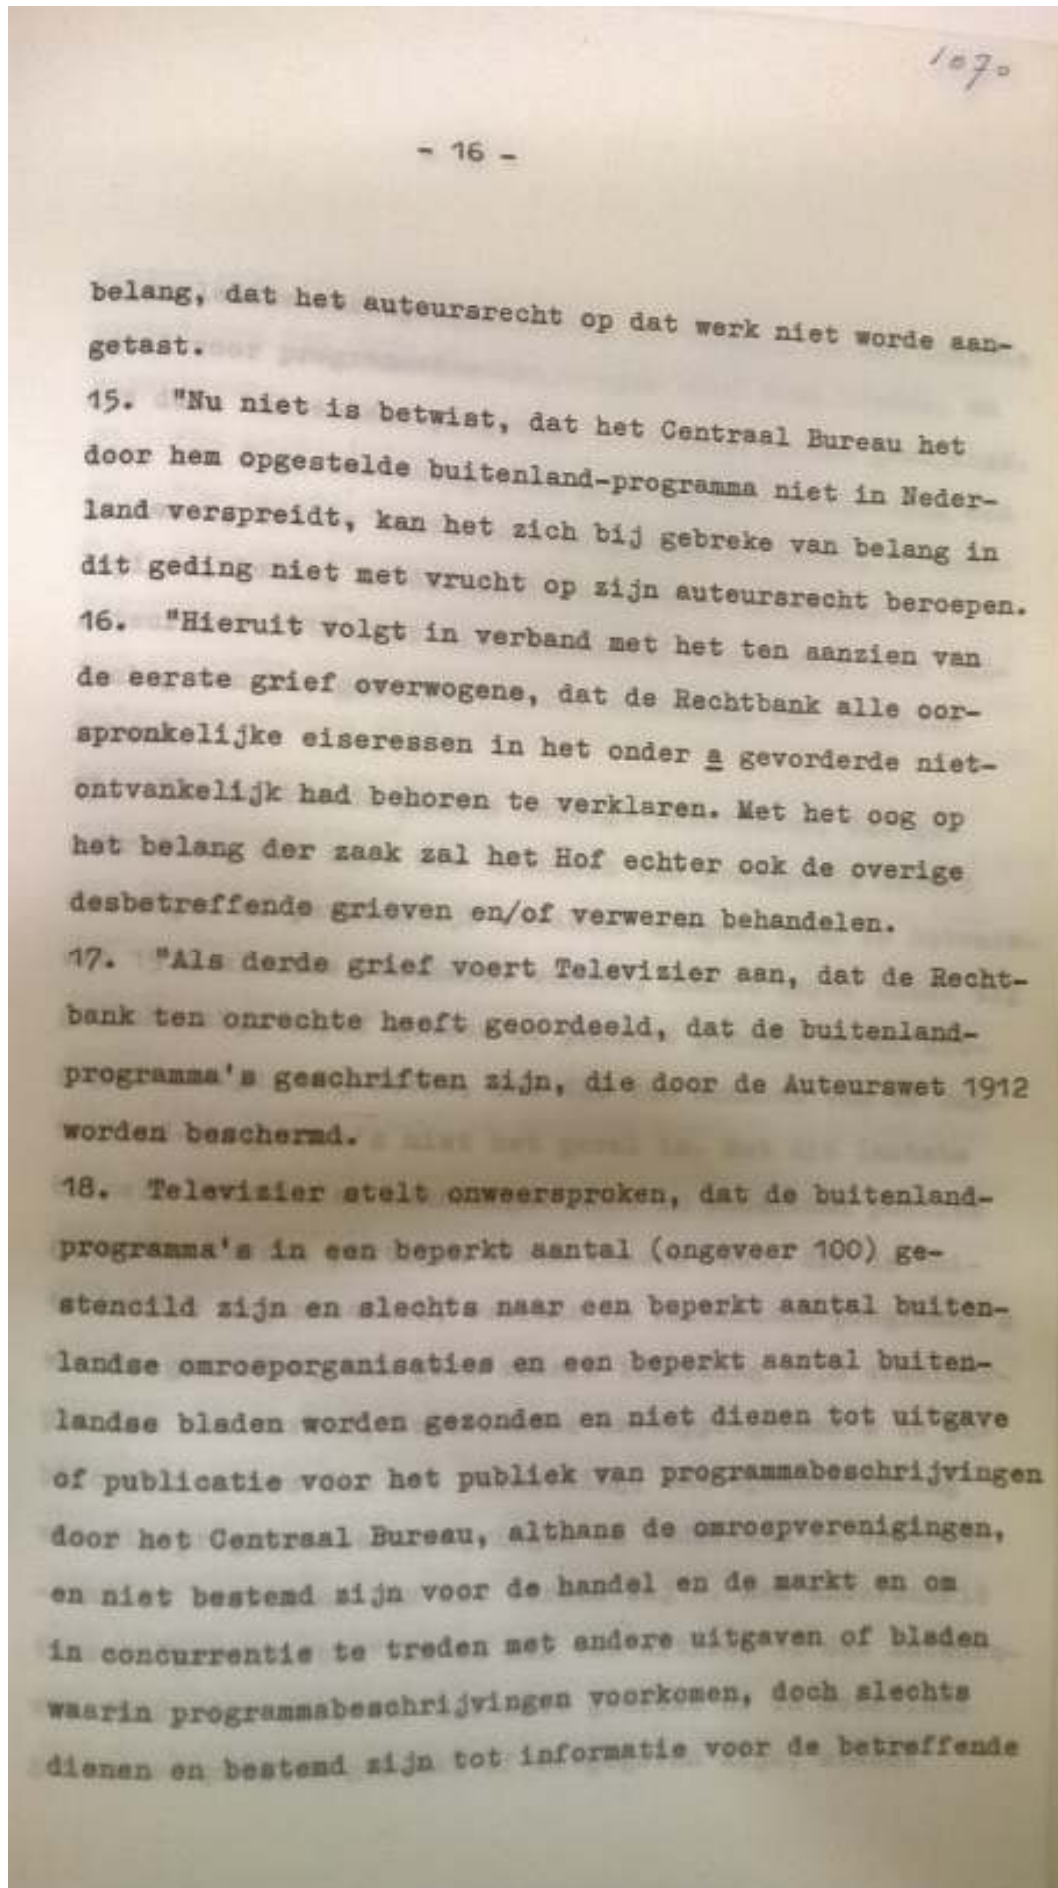 1070
- 16 -
belang, dat het auteursrecht op dat werk niet worde aan-
getast.
15. "Nu niet is betwist, dat het Centraal Bureau het
door hem opgestelde buitenland-programma niet in Neder-
land verspreidt, kan het zich bij gebreke van belang in
dit geding niet met vrucht op zijn auteursrecht beroepen.
16. "Hieruit volgt in verband met het ten aanzien van
de eerste grief overwogene, dat de Rechtbank alle oor-
spronkelijke eiseressen in het onder a gevorderde niet-
ontvankelijk had behoren te verklaren. Met het oog op
het belang der zaak zal het Hof echter ook de overige
desbetreffende grieven en/of verweren behandelen.
17. "Als derde grief voert Televizier aan, dat de Recht-
bank ten onrechte heeft geoordeeld, dat de buitenland-
programma's geschriften zijn, die door de Auteurswet 1912
worden beschermd.
18. Televizier stelt onweersproken, dat de buitenland-
programma's in een beperkt aantal (ongeveer 100) ge-
stencild zijn en slechts naar een beperkt aantal buiten-
landse omroeporganisaties en een beperkt aantal buiten-
landse bladen worden gezonden en niet dienen tot uitgave
of publicatie voor het publiek van programmabeschrijvingen
door het Centraal Bureau, althans de omroepverenigingen,
en niet bestemd zijn voor de handel en de markt en om
in concurrentie te treden met andere uitgaven of bladen
waarin programmabeschrijvingen voorkomen, doch slechts
dienen en bestemd zijn tot informatie voor de betreffende